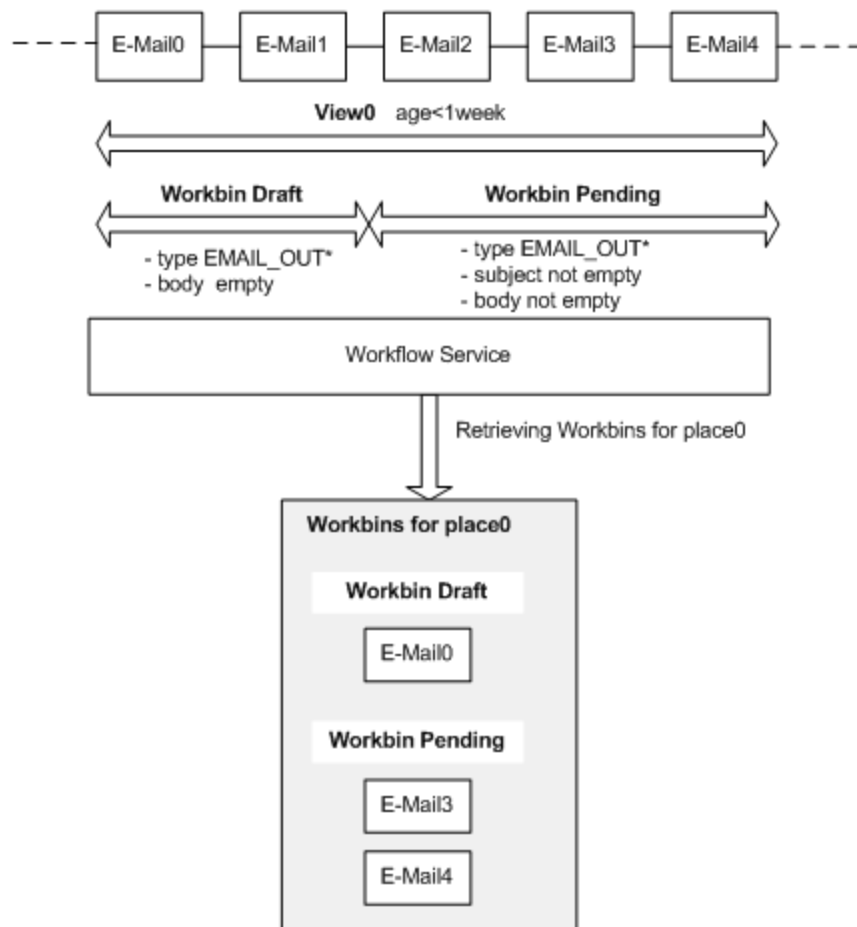 E-Mail0 E-Mail1 E-Mail2 E-Mail3 E-Mail4
View0 age<1week
Workbin Draft
- type EMAIL_OUT*
- body empty
Workbin Pending
- type EMAIL_OUT*
- subject not empty
- body not empty
Workflow Service
Retrieving Workbins for place0
Workbins for place0
Workbin Draft
E-Mail0
Workbin Pending
E-Mail3
E-Mail4